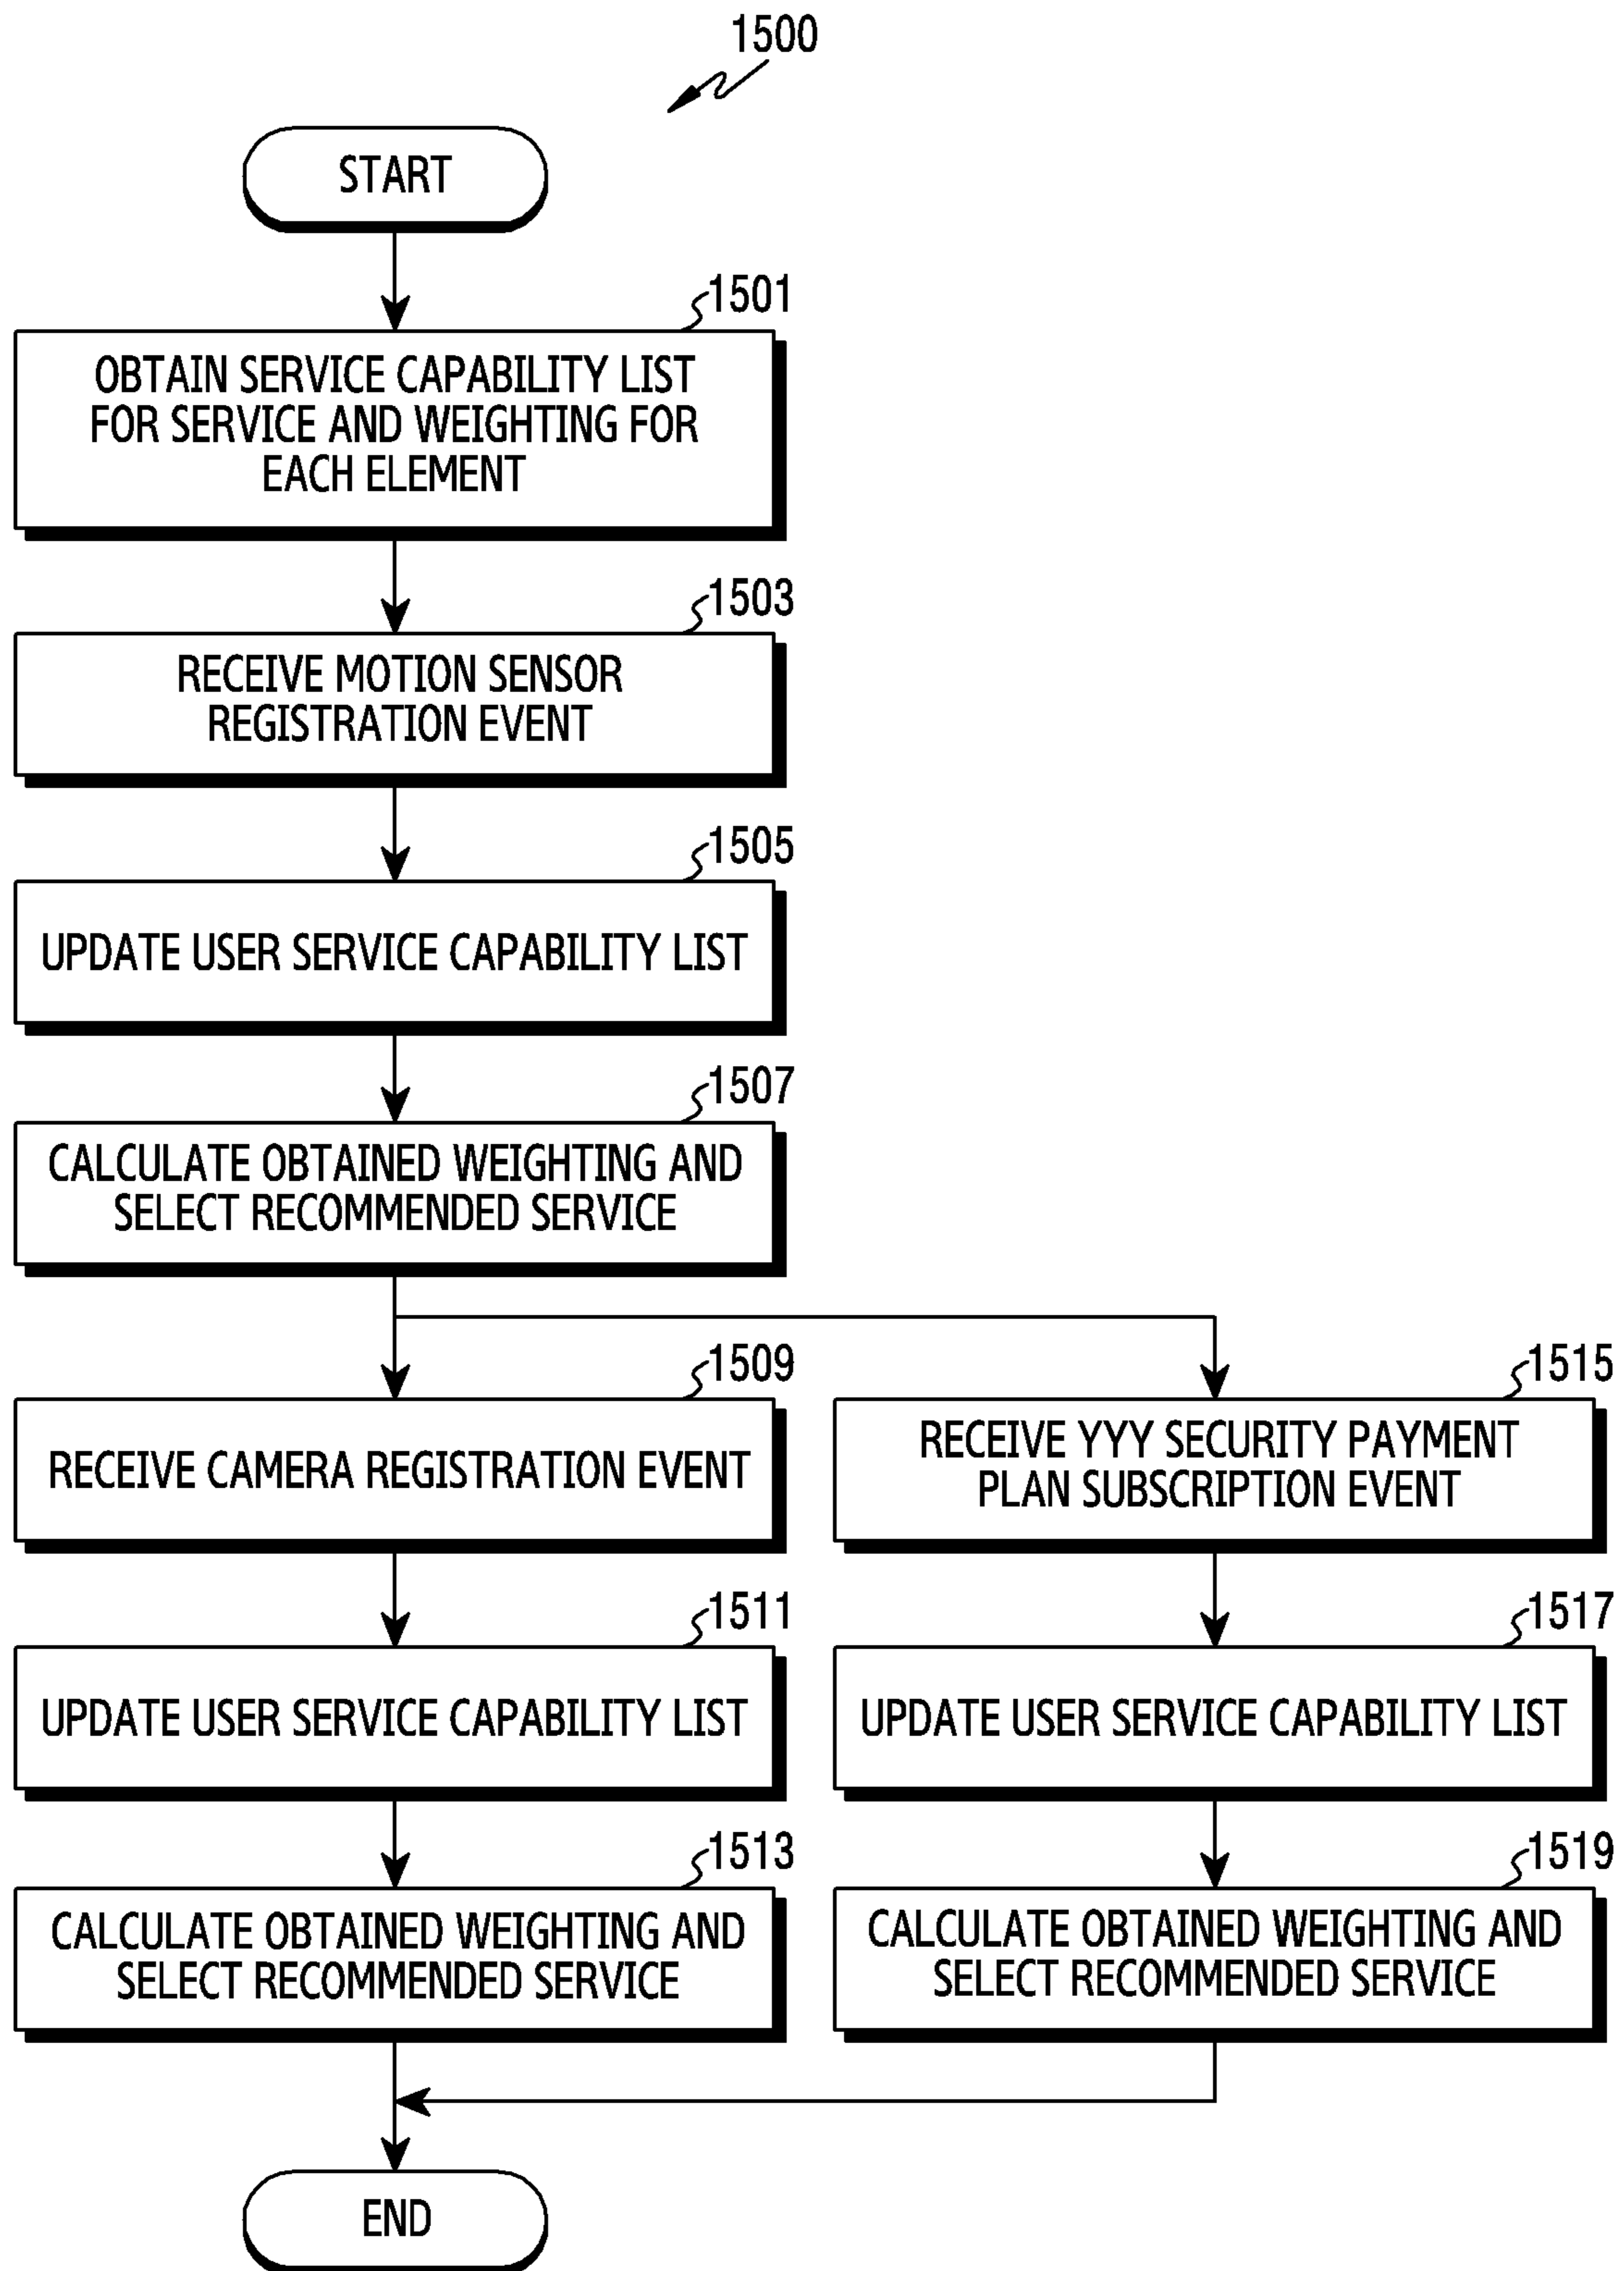 1500
START
1501
OBTAIN SERVICE CAPABILITY LIST
FOR SERVICE AND WEIGHTING FOR
EACH ELEMENT
1503
RECEIVE MOTION SENSOR
REGISTRATION EVENT
1505
UPDATE USER SERVICE CAPABILITY LIST
1507
CALCULATE OBTAINED WEIGHTING AND
SELECT RECOMMENDED SERVICE
1509
RECEIVE CAMERA REGISTRATION EVENT
1511
UPDATE USER SERVICE CAPABILITY LIST
1513
CALCULATE OBTAINED WEIGHTING AND
SELECT RECOMMENDED SERVICE
1515
RECEIVE YYY SECURITY PAYMENT
PLAN SUBSCRIPTION EVENT
1517
UPDATE USER SERVICE CAPABILITY LIST
1519
CALCULATE OBTAINED WEIGHTING AND
SELECT RECOMMENDED SERVICE
END